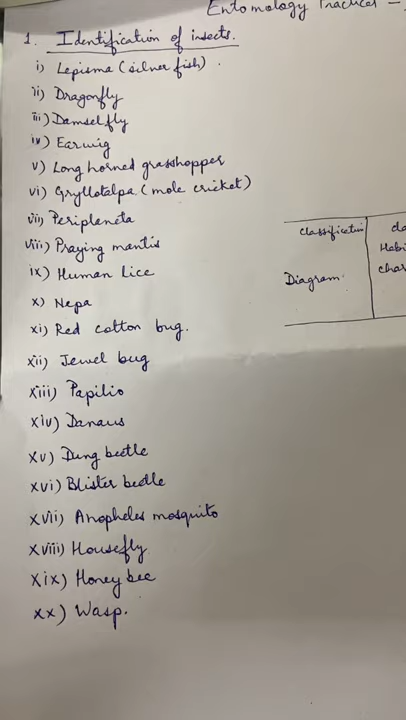 Entomology Practical -
1. Identification of insects.
i) Lepisma (silver fish).
ii) Dragonfly
iii) Damselfly
iv) Earwig
v) Long horned grasshopper
vi) Gryllotalpa (mole cricket)
vii) Periplaneta
viii) Praying mantis
ix) Human lice
x) Nepa
xi) Red cotton bug.
xii) Jewel bug
xiii) Papilio
xiv) Danaus
xv) Dung beetle
xvi) Blister beetle
xvii) Anopheles mosquito
xviii) Housefly
xix) Honey bee
xx) Wasp.
Classification
Diagram.